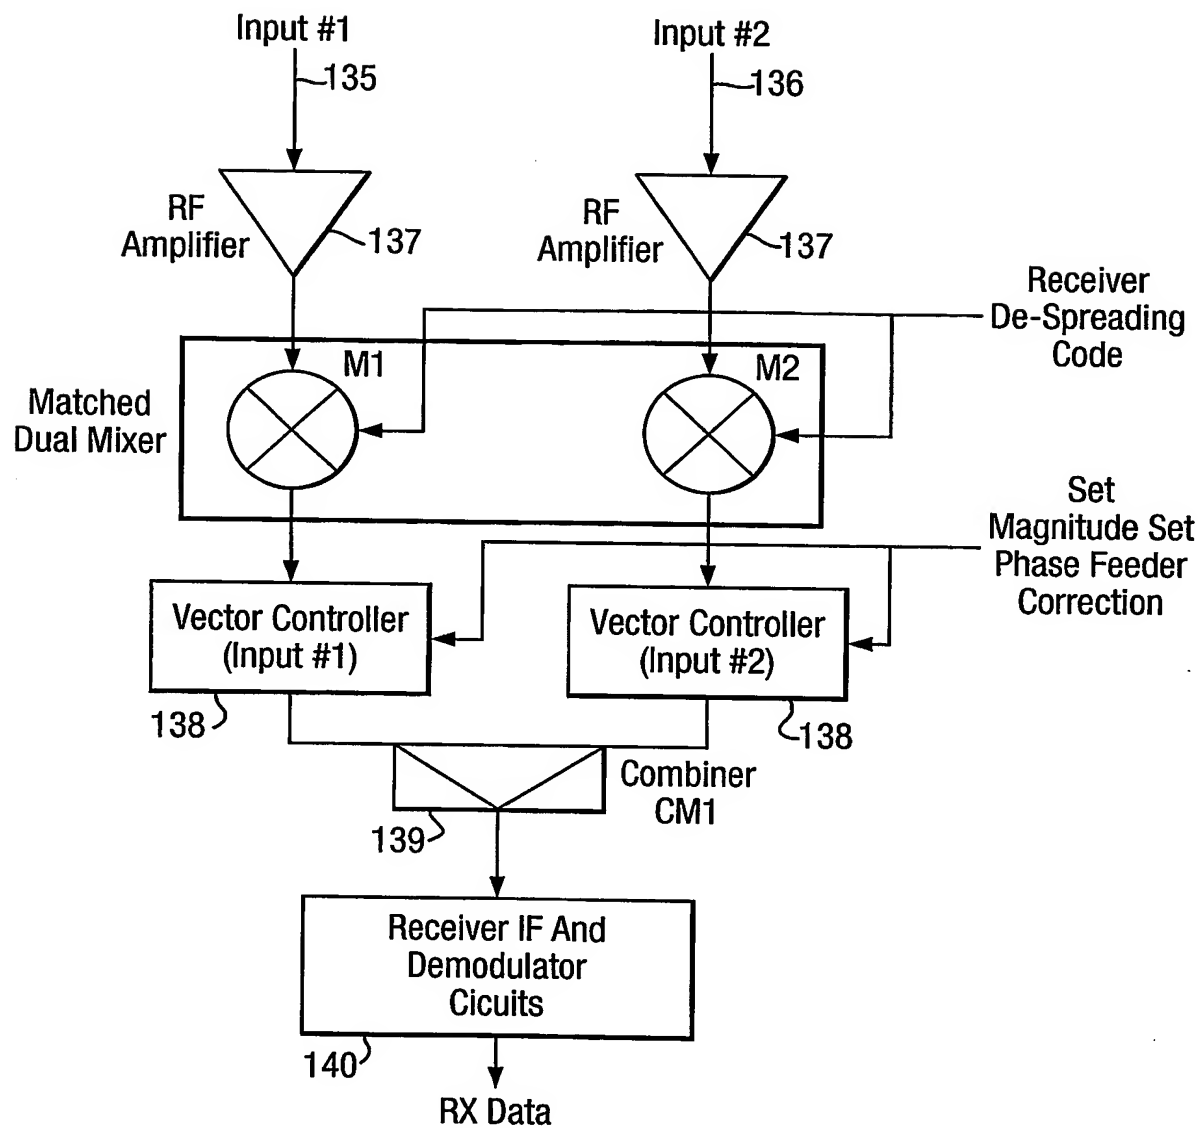 Input #1
Input #2
135
136
RF
Amplifier
137
RF
Amplifier
137
Receiver
De-Spreading
Code
M1
M2
Matched
Dual Mixer
Set
Magnitude Set
Phase Feeder
Correction
Vector Controller
(Input #1)
Vector Controller
(Input #2)
138
138
Combiner
CM1
139
Receiver IF And
Demodulator
Cicuits
140
RX Data